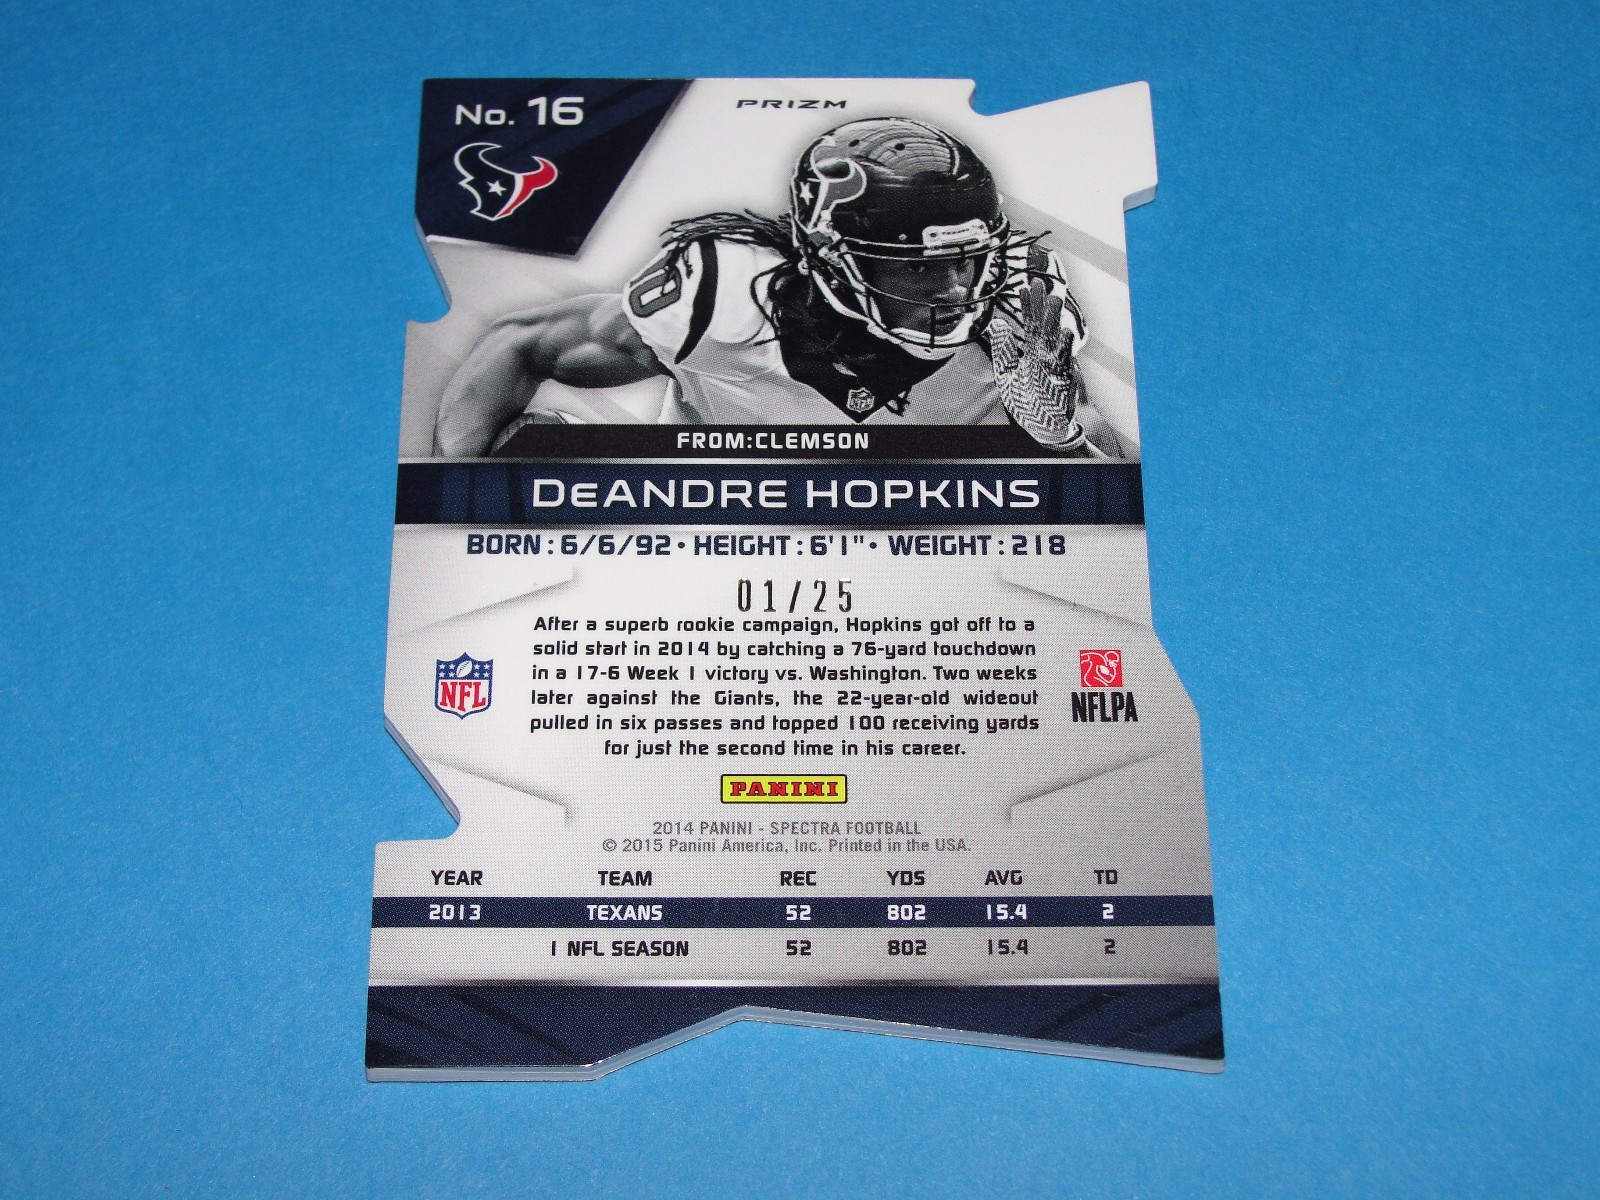 No. 16
PRIZM
TEXANS
NFL
FROM:CLEMSON
DeANDRE HOPKINS
BORN : 6/6/92 • HEIGHT : 6'1" • WEIGHT : 218
01/25
After a superb rookie campaign, Hopkins got off to a
solid start in 2014 by catching a 76-yard touchdown
in a 17-6 Week 1 victory vs. Washington. Two weeks
later against the Giants, the 22-year-old wideout
pulled in six passes and topped 100 receiving yards
for just the second time in his career.
NFL
NFLPA
PANINI
2014 PANINI - SPECTRA FOOTBALL
© 2015 Panini America, Inc. Printed in the USA.
YEAR TEAM REC YDS AVG TD
2013 TEXANS 52 802 15.4 2
1 NFL SEASON 52 802 15.4 2